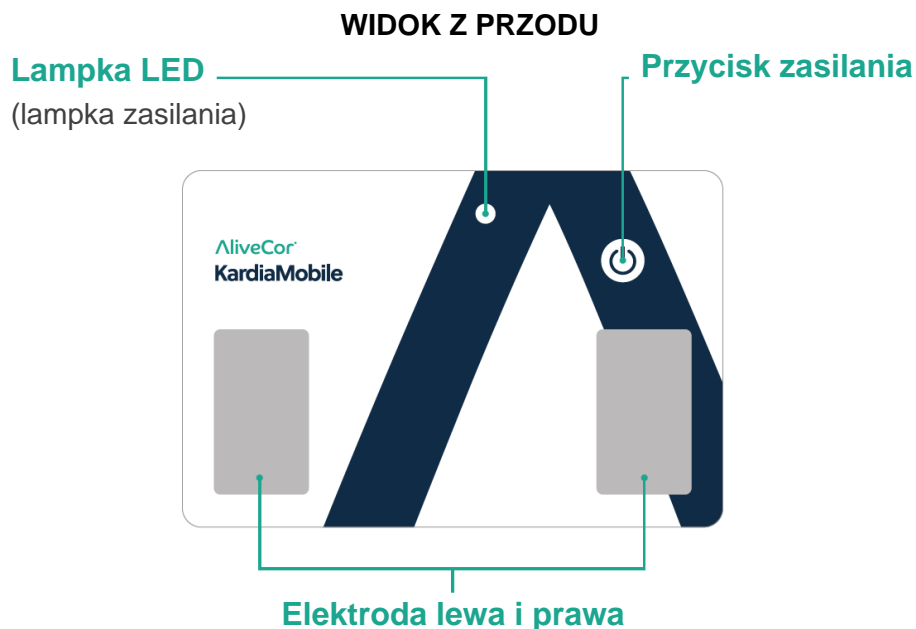 WIDOK Z PRZODU
Lampka LED
(lampka zasilania)
Przycisk zasilania
AliveCor
KardiaMobile
Elektroda lewa i prawa